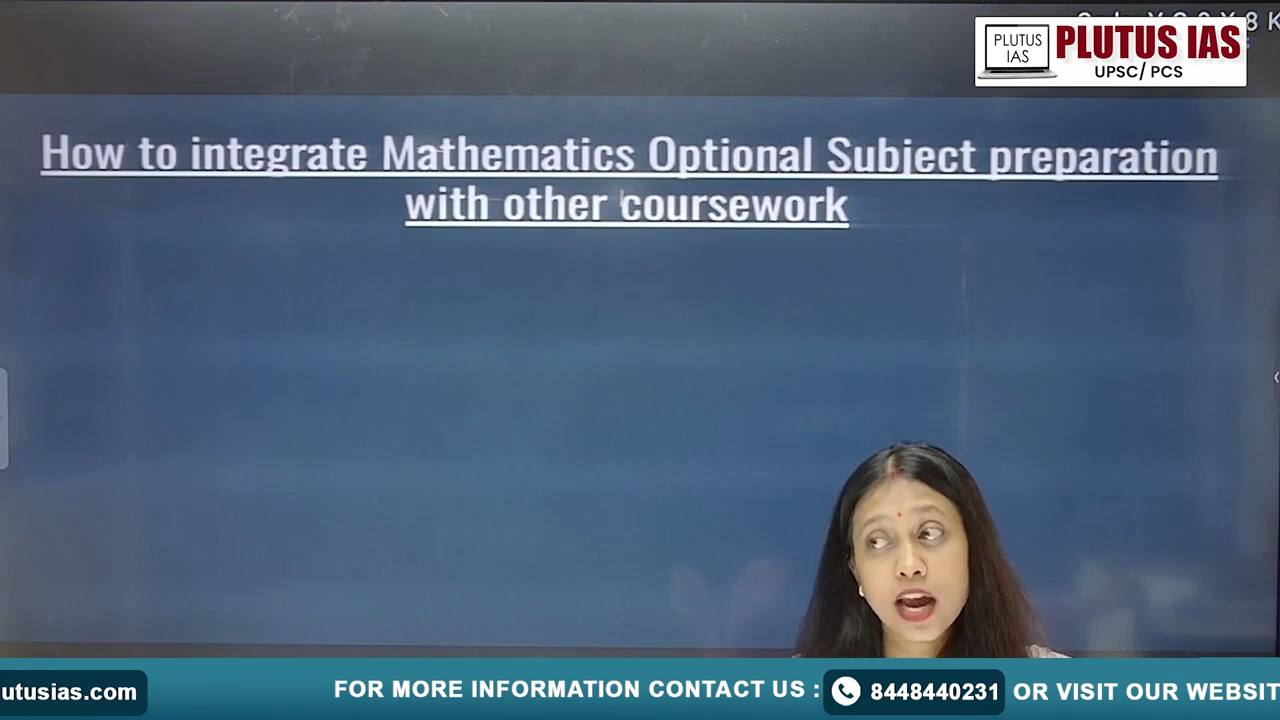 PLUTUS
IAS
PLUTUS IAS
UPSC/ PCS
How to integrate Mathematics Optional Subject preparation
with other coursework
utusias.com
FOR MORE INFORMATION CONTACT US :
8448440231
OR VISIT OUR WEBSIT